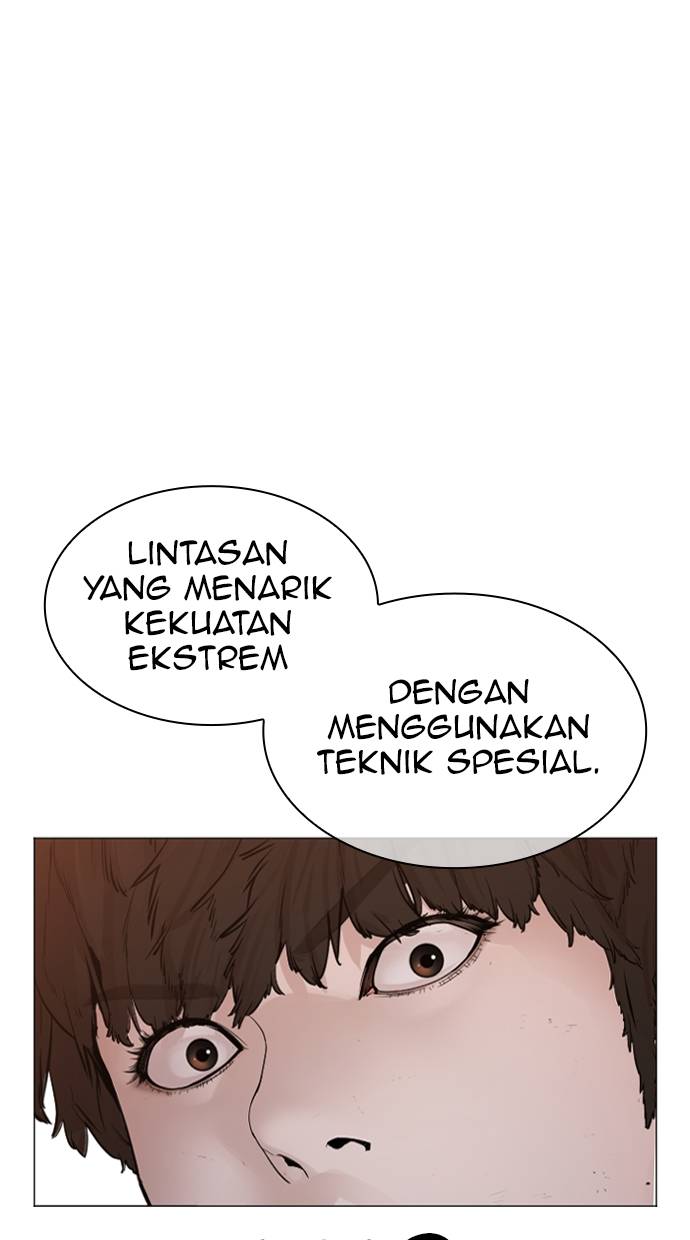 LINTASAN
YANG MENARIK
KEKUATAN
EKSTREM
DENGAN
MENGGUNAKAN
TEKNIK SPESIAL.